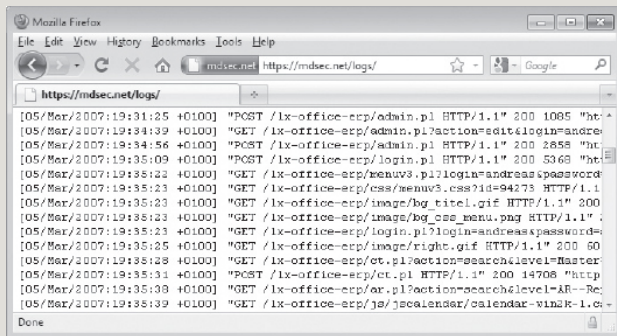 Mozilla Firefox
File Edit View History Bookmarks Tools Help
mdsec.net https://mdsec.net/logs/ Google
https://mdsec.net/logs/
[05/Mar/2007:19:31:25 +0100] "POST /lx-office-erp/admin.pl HTTP/1.1" 200 1085 "ht
[05/Mar/2007:19:34:39 +0100] "GET /lx-office-erp/admin.pl?action=edit&login=andre
[05/Mar/2007:19:34:56 +0100] "POST /lx-office-erp/admin.pl HTTP/1.1" 200 2858 "ht
[05/Mar/2007:19:35:09 +0100] "POST /lx-office-erp/login.pl HTTP/1.1" 200 5368 "ht
[05/Mar/2007:19:35:22 +0100] "GET /lx-office-erp/menuv3.pl?login=andreas&password
[05/Mar/2007:19:35:23 +0100] "GET /lx-office-erp/css/menuv3.css?id=94273 HTTP/1.1
[05/Mar/2007:19:35:23 +0100] "GET /lx-office-erp/image/bg_titel.gif HTTP/1.1" 200
[05/Mar/2007:19:35:23 +0100] "GET /lx-office-erp/image/bg_css_menu.png HTTP/1.1"
[05/Mar/2007:19:35:23 +0100] "GET /lx-office-erp/login.pl?login=andreas&password=
[05/Mar/2007:19:35:25 +0100] "GET /lx-office-erp/image/right.gif HTTP/1.1" 200 60
[05/Mar/2007:19:35:28 +0100] "GET /lx-office-erp/ct.pl?action=search&level=Master
[05/Mar/2007:19:35:31 +0100] "POST /lx-office-erp/ct.pl HTTP/1.1" 200 14708 "http
[05/Mar/2007:19:35:35 +0100] "GET /lx-office-erp/ar.pl?action=search&level=AR--Re
[05/Mar/2007:19:35:39 +0100] "GET /lx-office-erp/js/jscalendar/calendar-win2k-1.c
Done